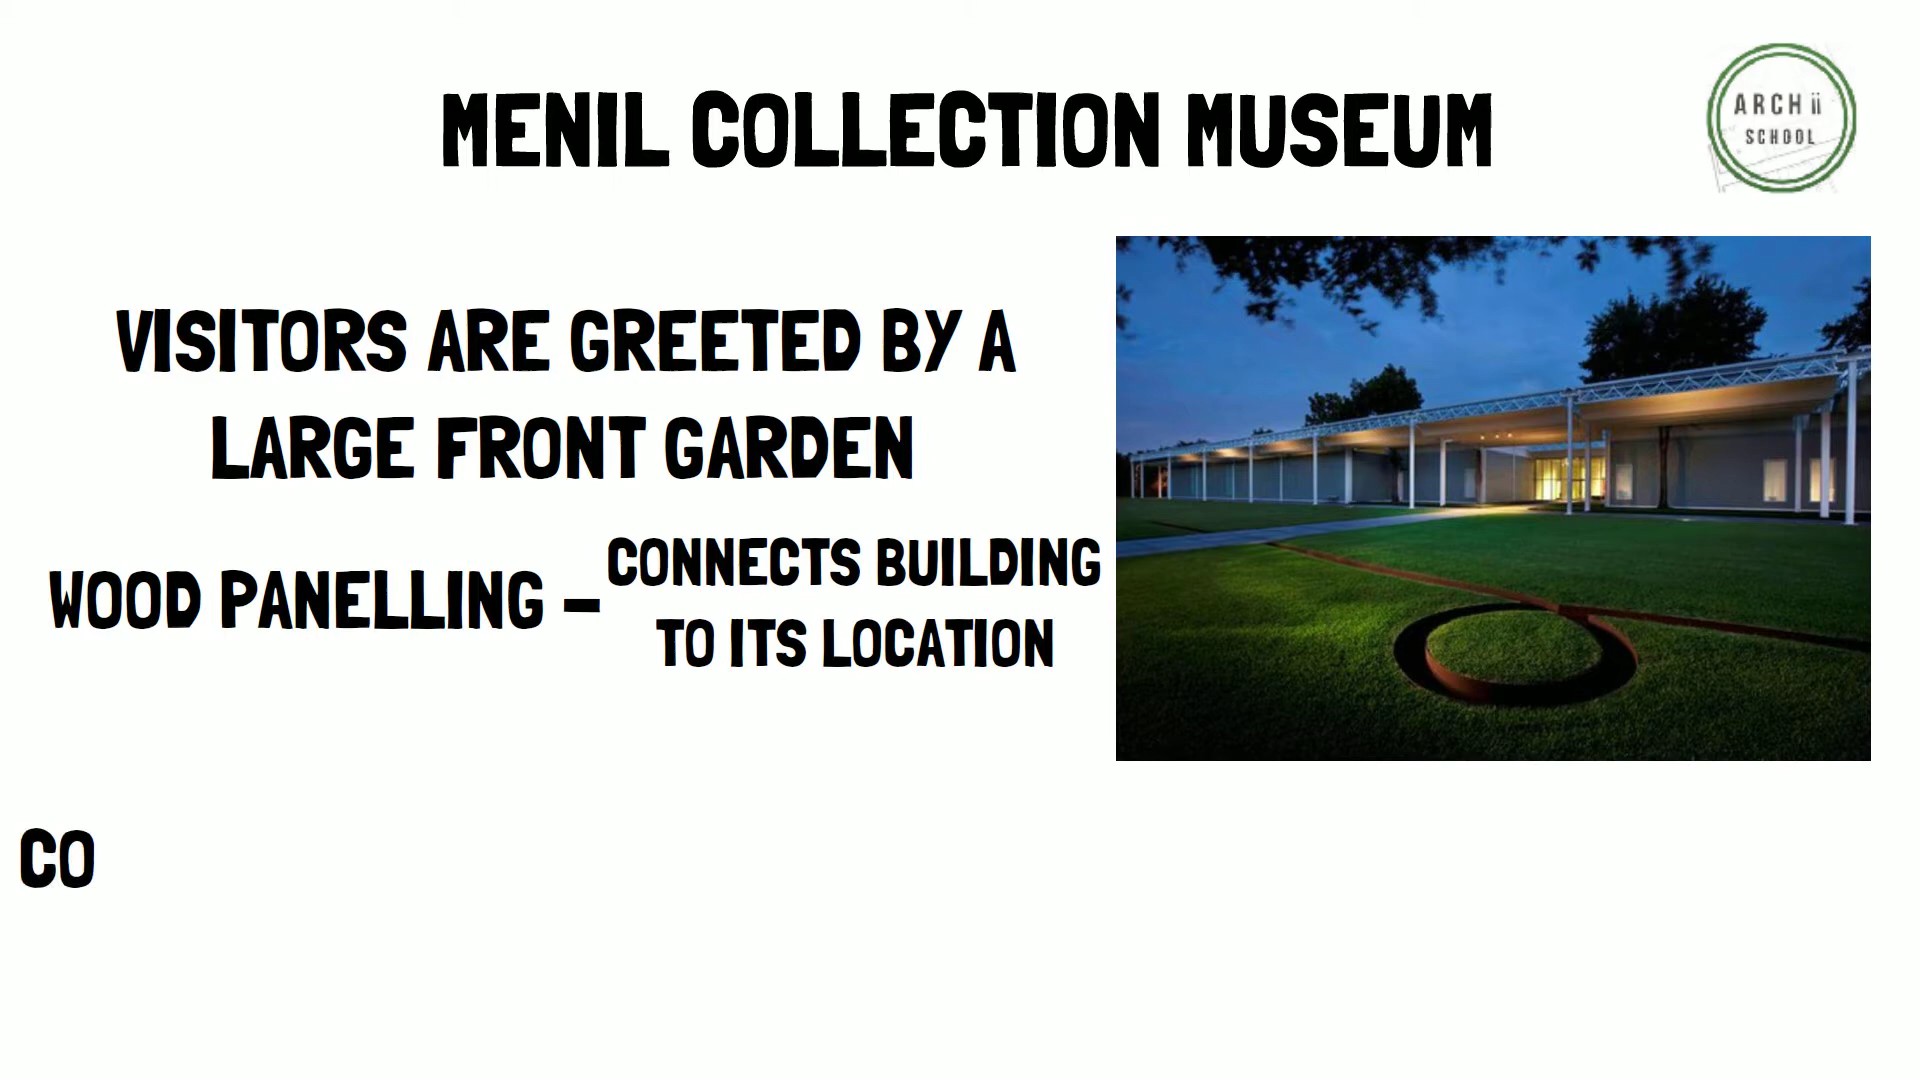 MENIL COLLECTION MUSEUM
ARCH ii
SCHOOL
VISITORS ARE GREETED BY A
LARGE FRONT GARDEN
WOOD PANELLING –
CONNECTS BUILDING
TO ITS LOCATION
CO